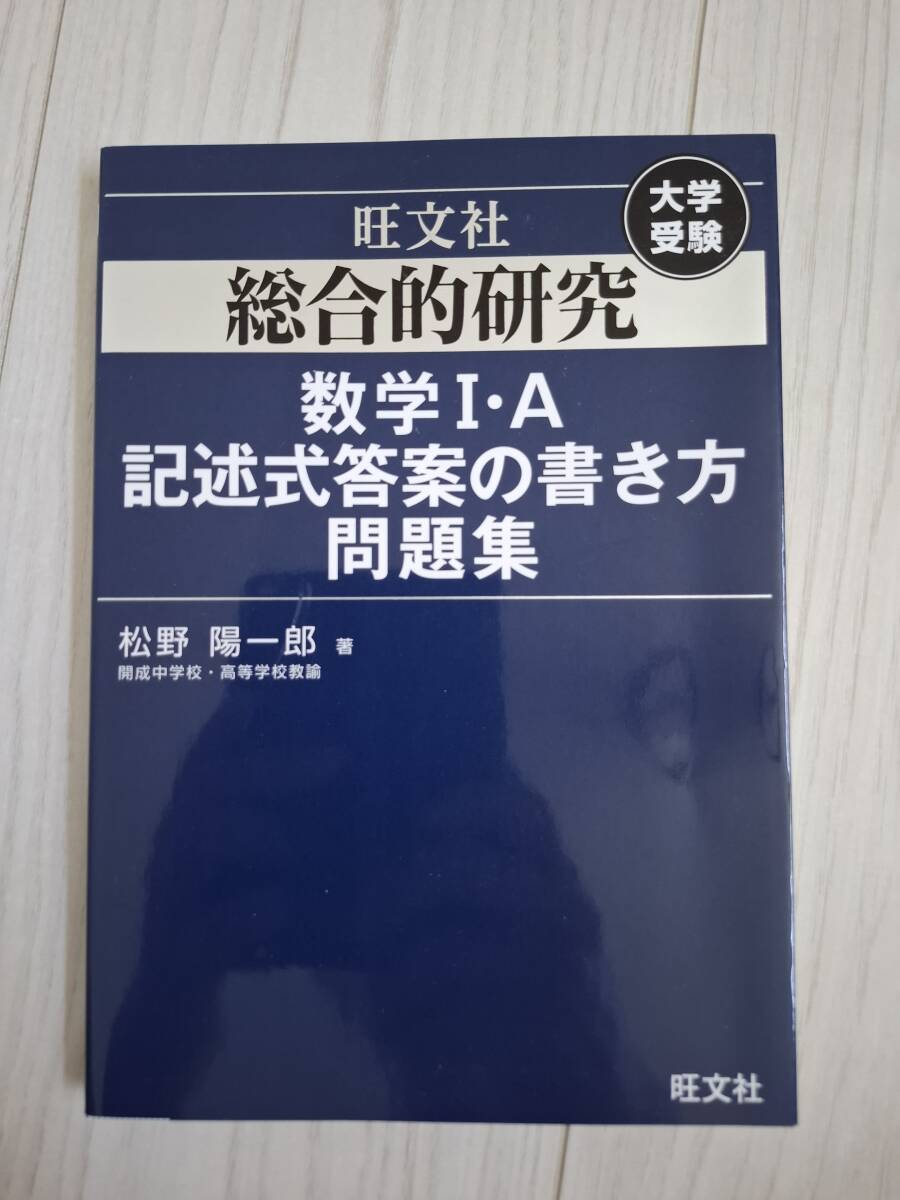 大学
受験
旺文社
総合的研究
数学I・A
記述式答案の書き方
問題集
松野 陽一郎 著
開成中学校・高等学校教諭
旺文社